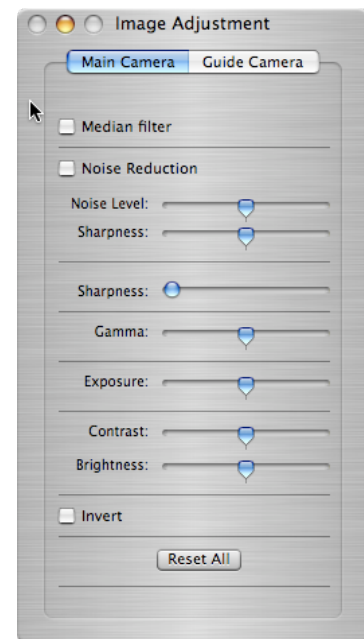 Image Adjustment
Main Camera Guide Camera
Median filter
Noise Reduction
Noise Level:
Sharpness:
Sharpness:
Gamma:
Exposure:
Contrast:
Brightness:
Invert
Reset All